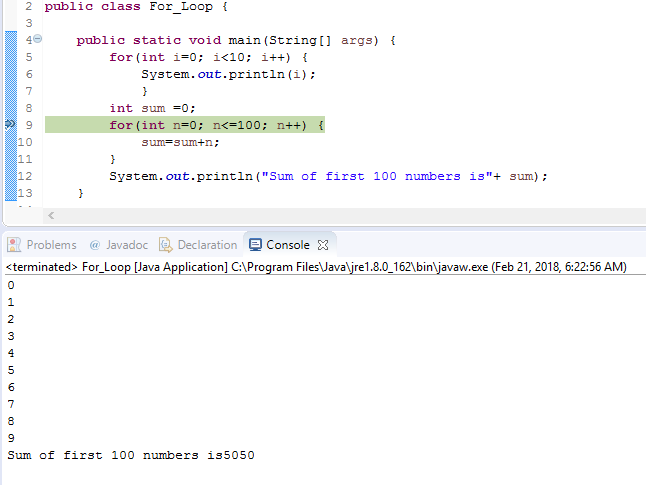 2 public class For_Loop {
3
4 public static void main(String[] args) {
5 for(int i=0; i<10; i++) {
6 System.out.println(i);
7 }
8 int sum =0;
9 for(int n=0; n<=100; n++) {
10 sum=sum+n;
11 }
12 System.out.println("Sum of first 100 numbers is"+ sum);
13 }
Problems @ Javadoc Declaration Console
<terminated> For_Loop [Java Application] C:\Program Files\Java\jre1.8.0_162\bin\javaw.exe (Feb 21, 2018, 6:22:56 AM)
0
1
2
3
4
5
6
7
8
9
Sum of first 100 numbers is5050